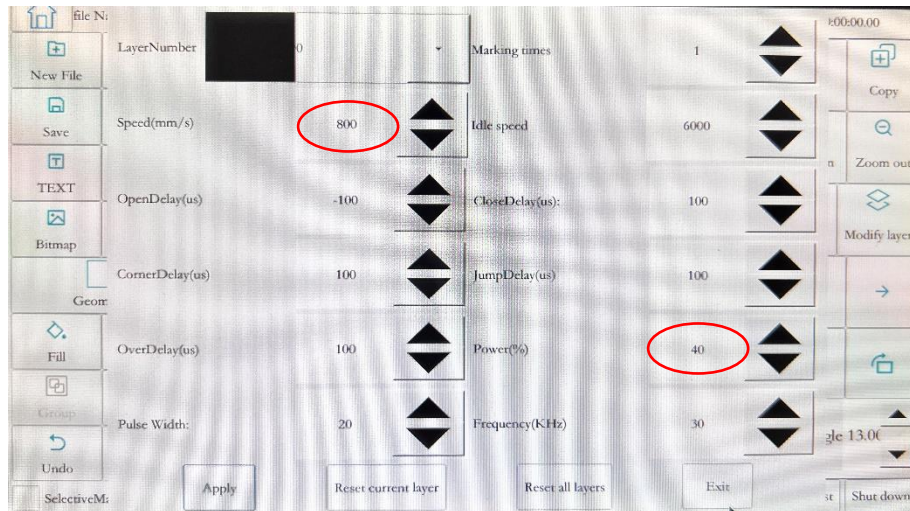 file N
:00:00.00
LayerNumber 0 Marking times 1
New File
Copy
Speed(mm/s) 800 Idle speed 6000
Save
Zoom out
TEXT
OpenDelay(us) -100 CloseDelay(us): 100
Bitmap
Modify layer
CornerDelay(us) 100 JumpDelay(us) 100
Geom
OverDelay(us) 100 Power(%) 40
Fill
Group
Pulse Width: 20 Frequency(KHz) 30
gle 13.0
Undo
Apply Reset current layer Reset all layers Exit
SelectiveM
Shut down